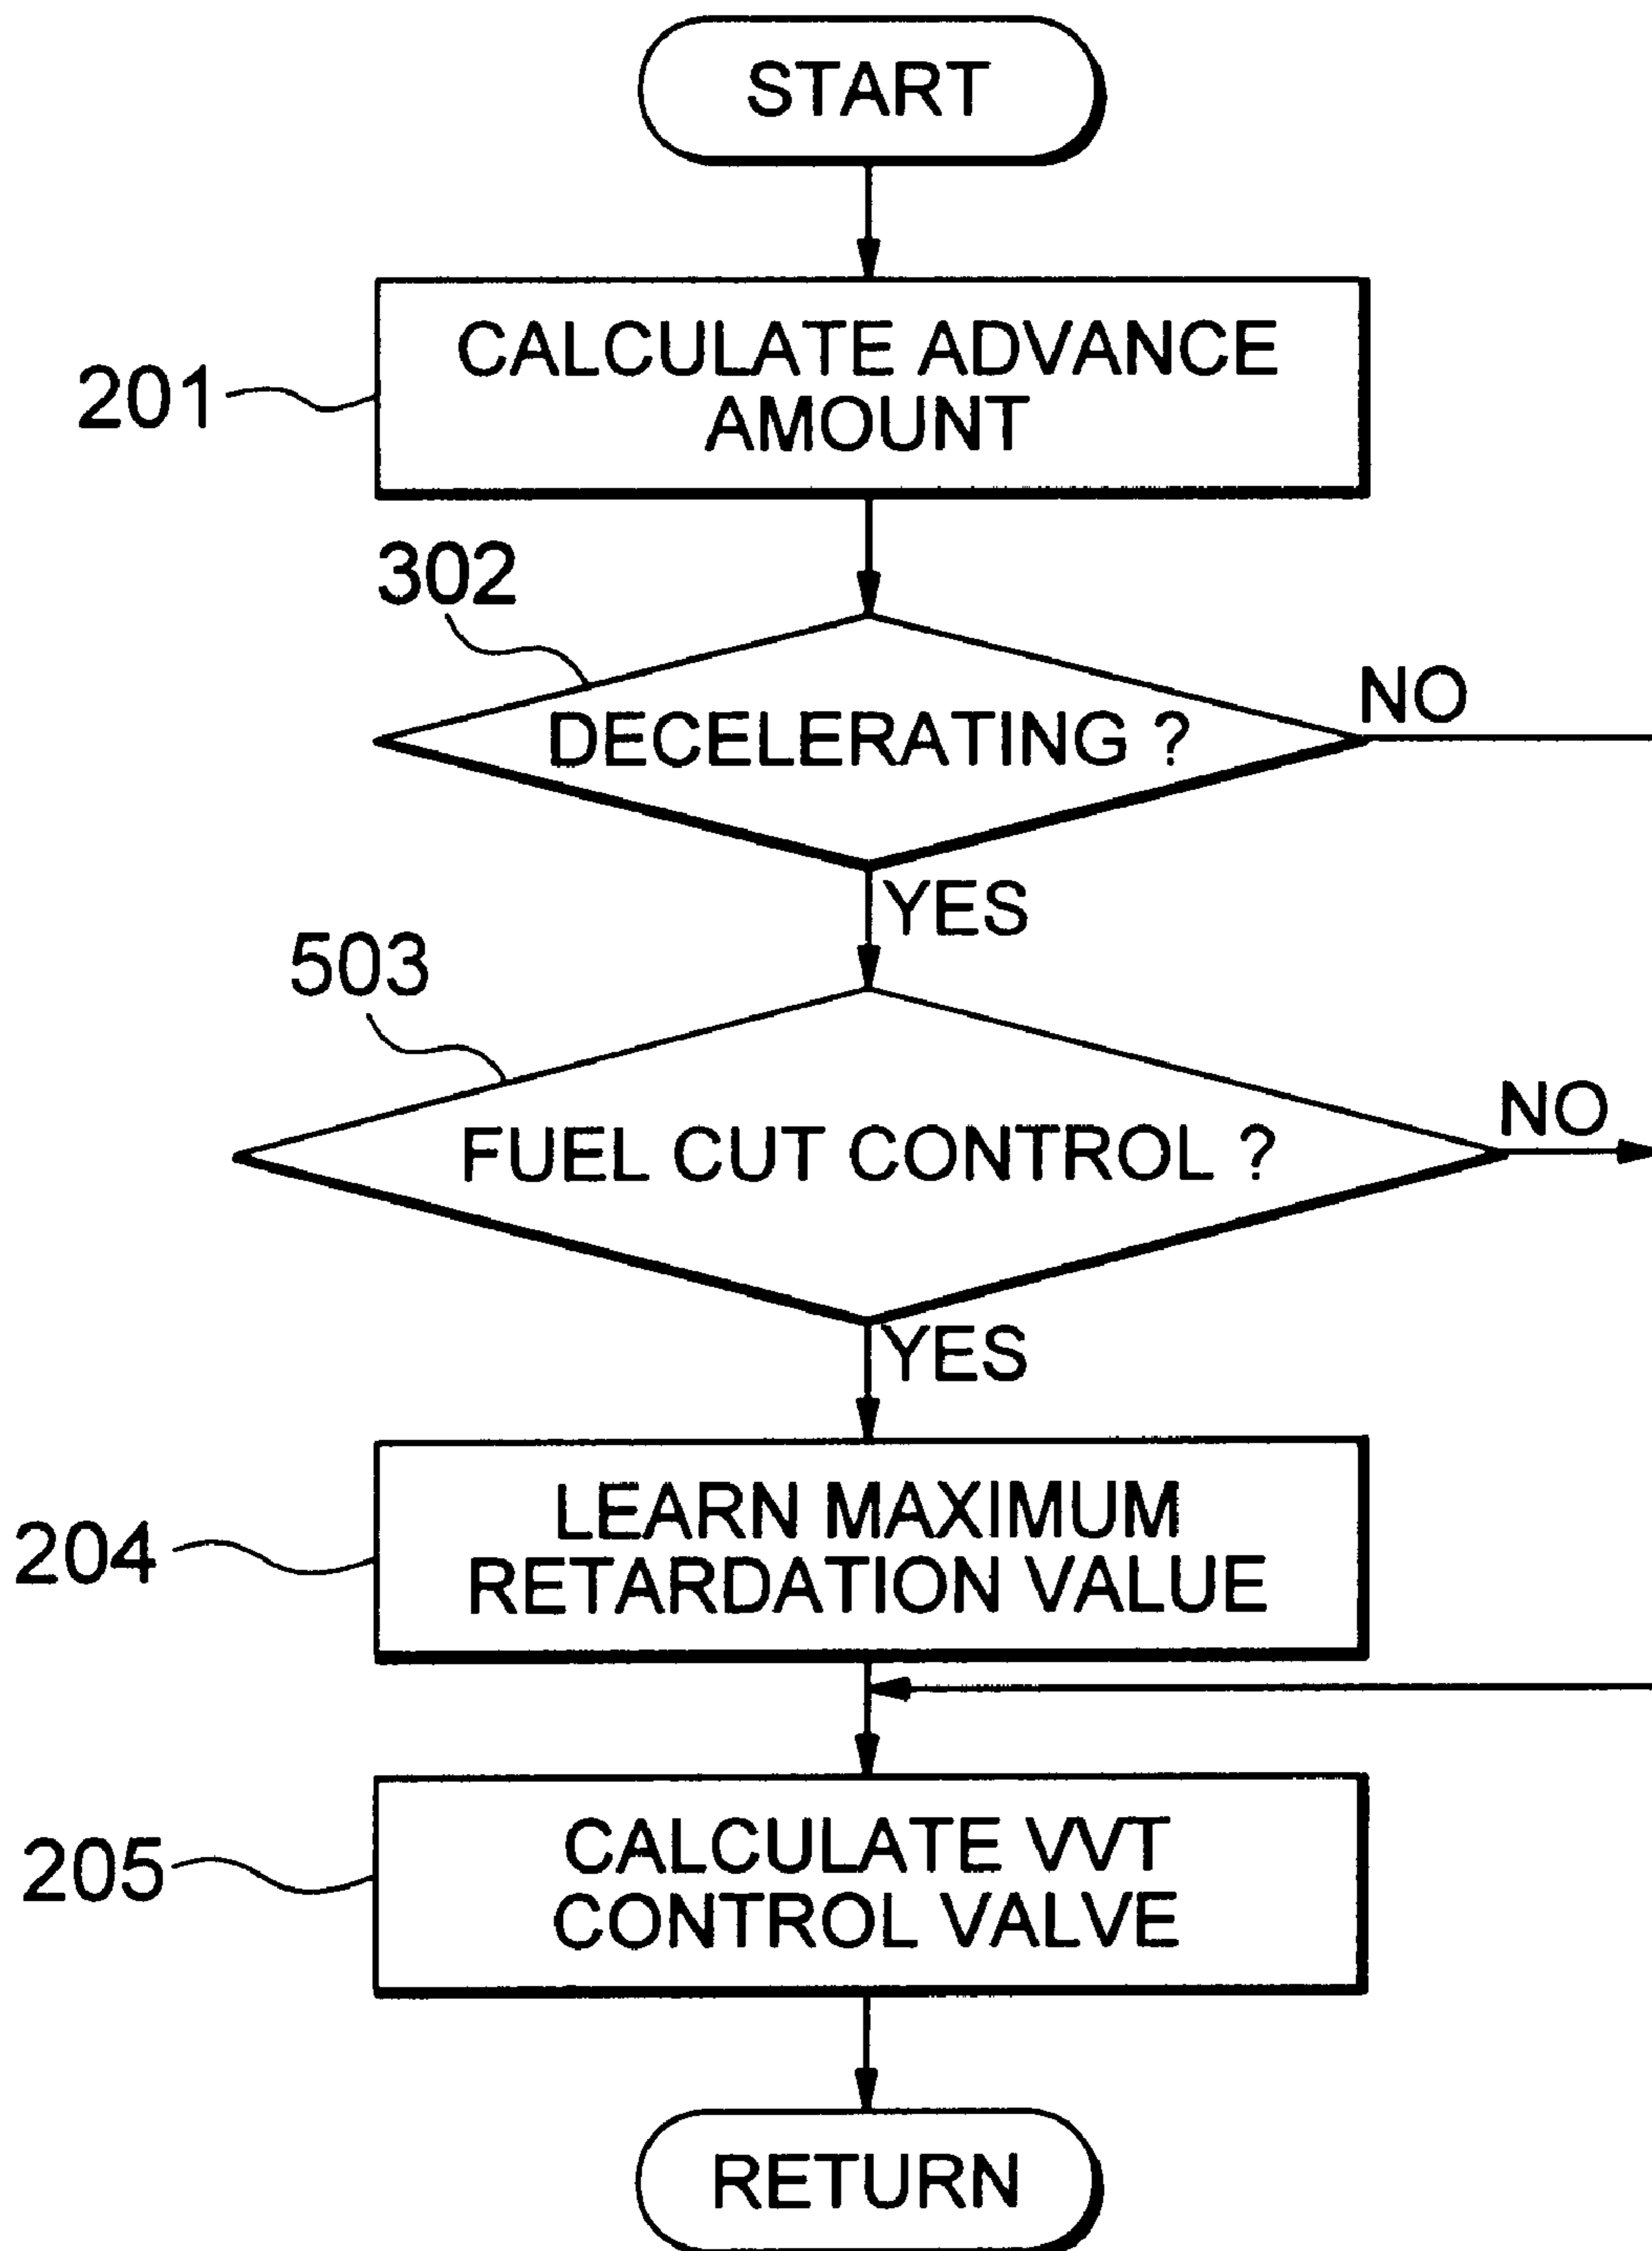 START
CALCULATE ADVANCE
AMOUNT
201
302
DECELERATING ?
NO
YES
503
FUEL CUT CONTROL ?
NO
YES
LEARN MAXIMUM
RETARDATION VALUE
204
CALCULATE VVT
CONTROL VALVE
205
RETURN